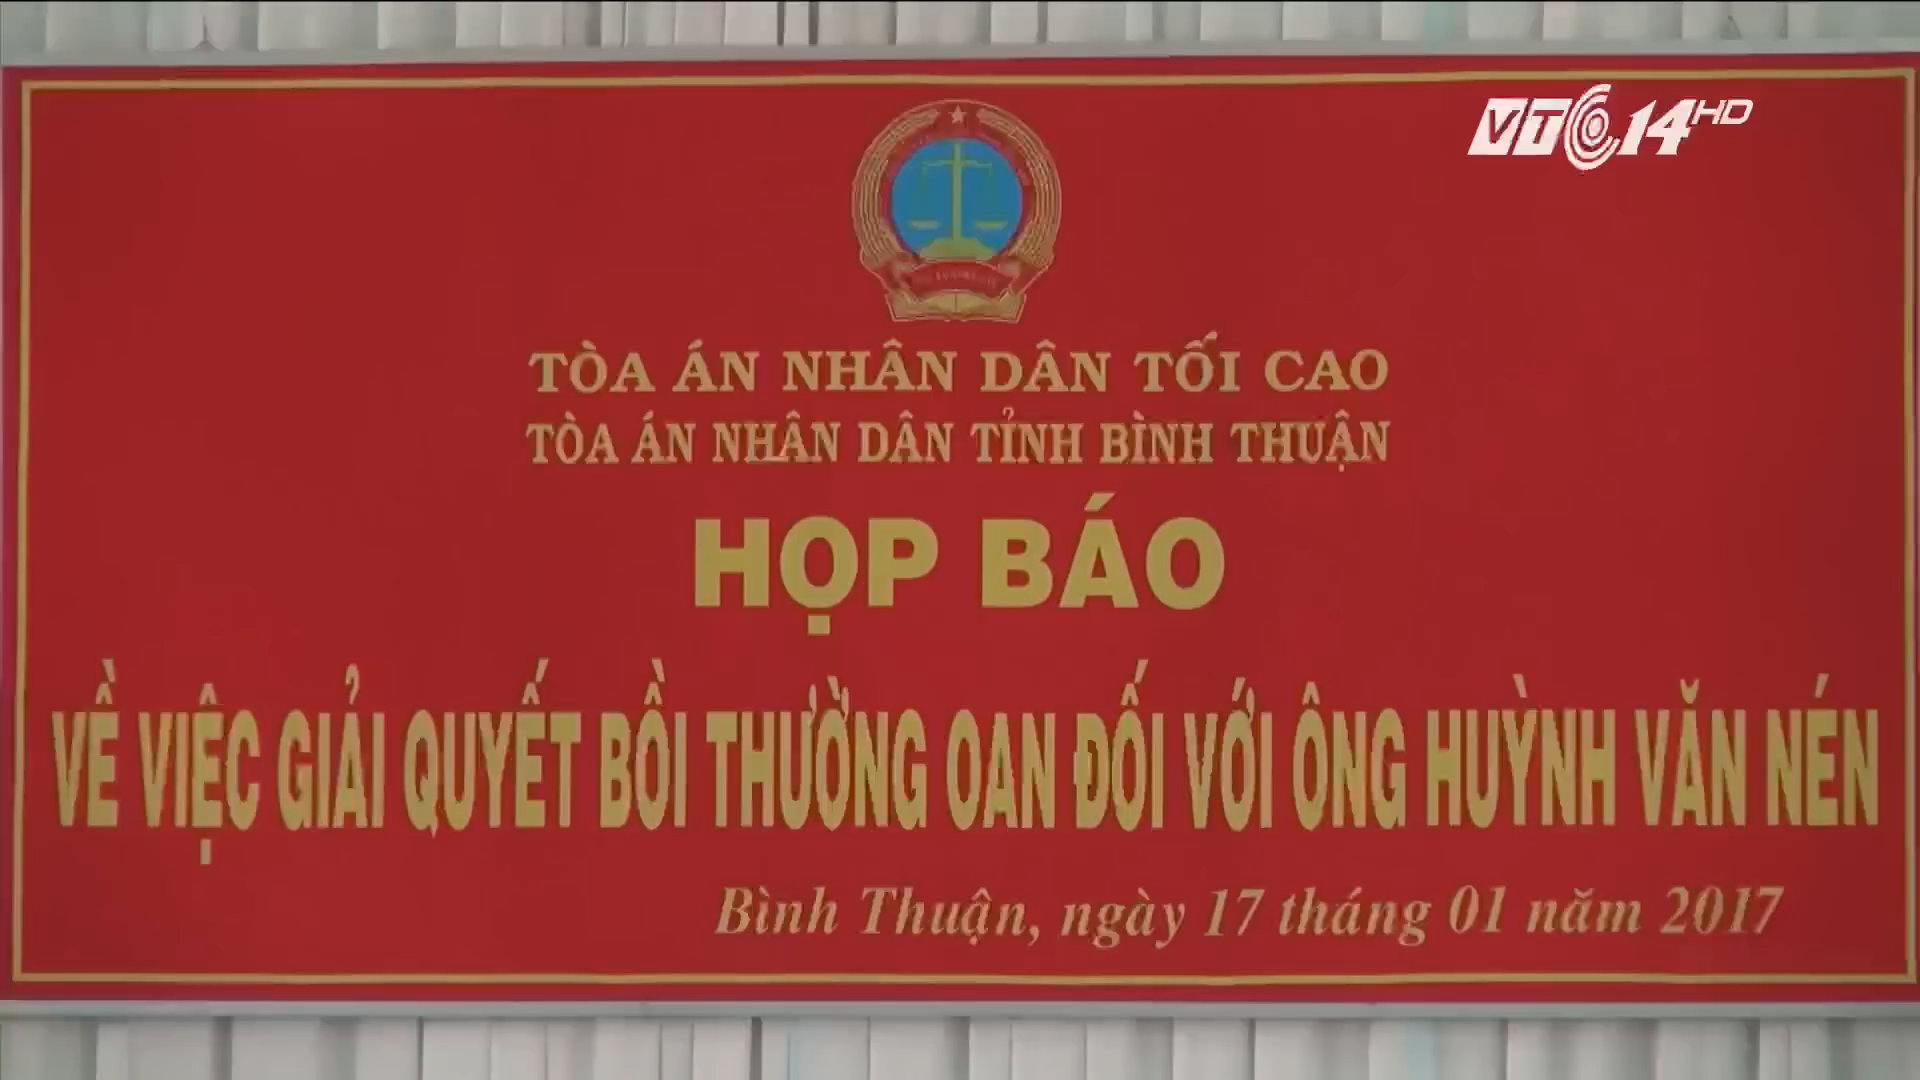 VTC14 HD
TÒA ÁN NHÂN DÂN TỐI CAO
TÒA ÁN NHÂN DÂN TỈNH BÌNH THUẬN
HỌP BÁO
VỀ VIỆC GIẢI QUYẾT BỒI THƯỜNG OAN ĐỐI VỚI ÔNG HUỲNH VĂN NÉN
Bình Thuận, ngày 17 tháng 01 năm 2017